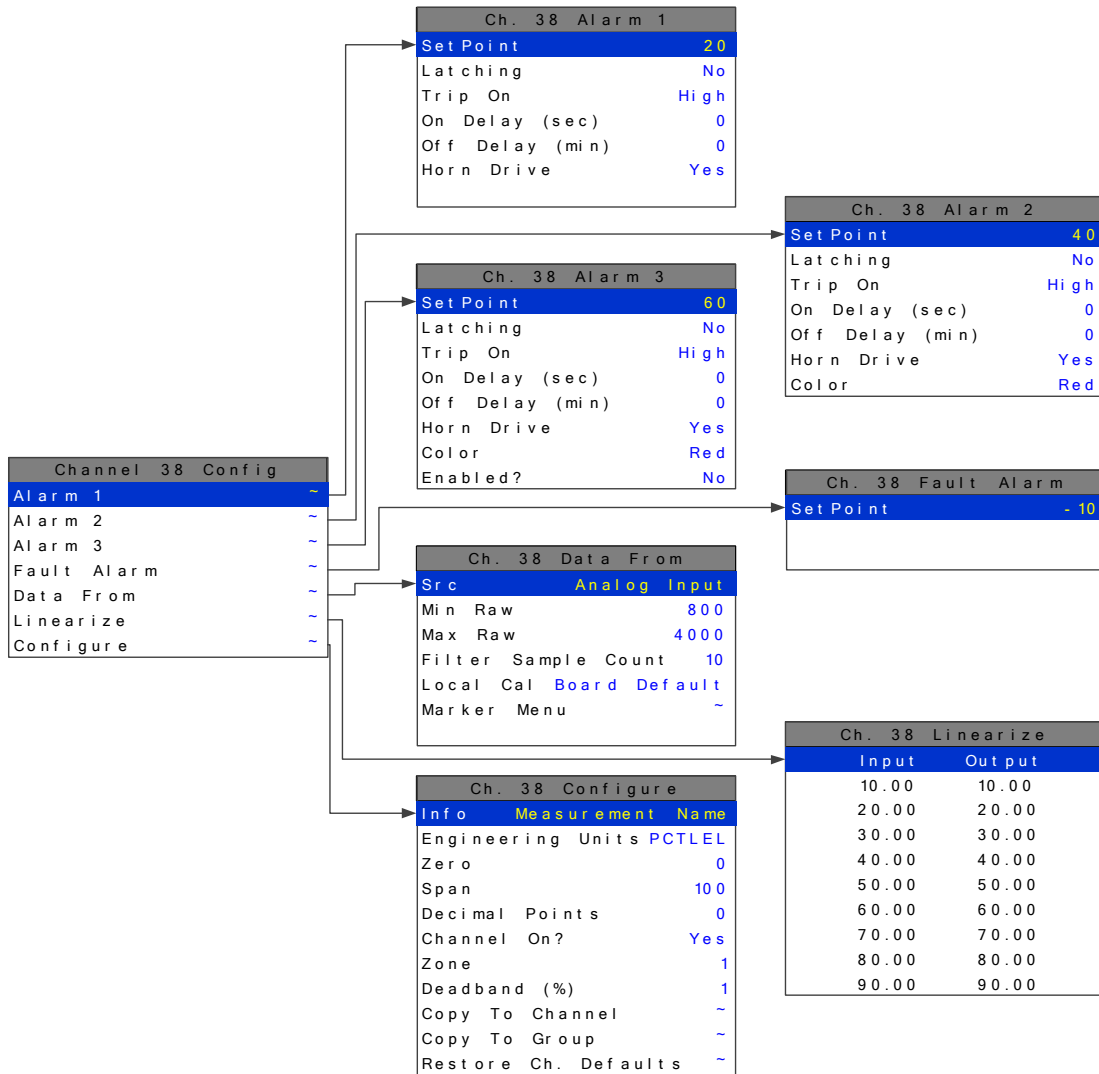 Ch. 38 Alarm 1
SetPoint 20
Latching No
Trip On High
On Delay (sec) 0
Off Delay (min) 0
Horn Drive Yes
Ch. 38 Alarm 2
SetPoint 40
Latching No
Trip On High
On Delay (sec) 0
Off Delay (min) 0
Horn Drive Yes
Color Red
Ch. 38 Alarm 3
SetPoint 60
Latching No
Trip On High
On Delay (sec) 0
Off Delay (min) 0
Horn Drive Yes
Color Red
Enabled? No
Channel 38 Config
Alarm 1 ~
Alarm 2 ~
Alarm 3 ~
Fault Alarm ~
Data From ~
Linearize ~
Configure ~
Ch. 38 Fault Alarm
SetPoint -10
Ch. 38 Data From
Src Analog Input
Min Raw 800
Max Raw 4000
Filter Sample Count 10
Local Cal Board Default
Marker Menu ~
Ch. 38 Linearize
Input Output
10.00 10.00
20.00 20.00
30.00 30.00
40.00 40.00
50.00 50.00
60.00 60.00
70.00 70.00
80.00 80.00
90.00 90.00
Ch. 38 Configure
Info Measurement Name
Engineering Units PCTLEL
Zero 0
Span 100
Decimal Points 0
Channel On? Yes
Zone 1
Deadband (%) 1
Copy To Channel ~
Copy To Group ~
Restore Ch. Defaults ~